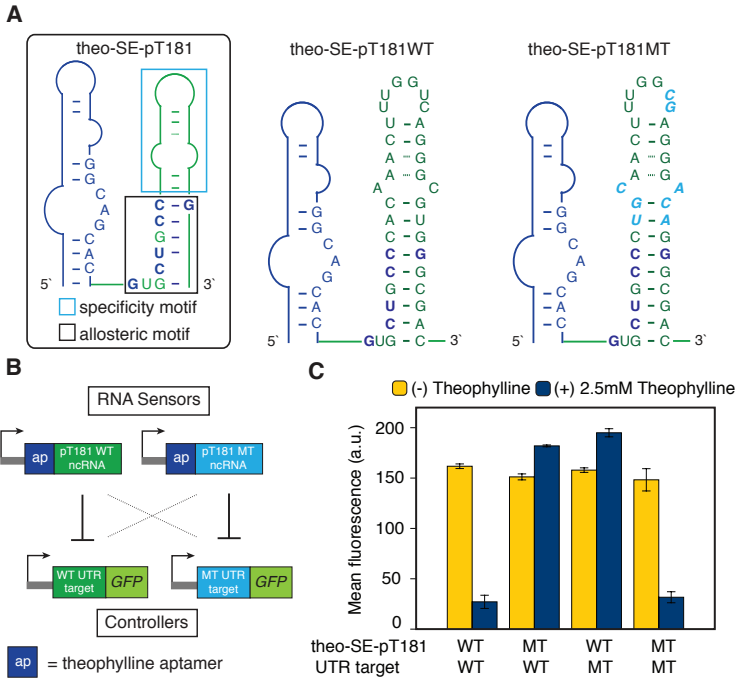 A
theo-SE-pT181
theo-SE-pT181WT
theo-SE-pT181MT
G
G
C
A
G
C
A
C
C
C
G
U
C
G
GUG
5`
3`
specificity motif
allosteric motif
G G
U U
U C
U A
C G
A G
A G
A C
C G
A U
C G
C G
C G
G C
U G
C A
GUG C
G
G
C
A
G
C
A
C
5`
3`
G G
U C
U G
U A
C G
A G
A G
C A
G C
U A
C G
C G
C G
G C
U G
C A
GUG C
G
G
C
A
G
C
A
C
5`
3`
B
RNA Sensors
ap
pT181 WT
ncRNA
ap
pT181 MT
ncRNA
WT UTR
target
GFP
MT UTR
target
GFP
Controllers
ap = theophylline aptamer
C
(-) Theophylline (+) 2.5mM Theophylline
Mean fluorescence (a.u.)
200
150
100
50
0
theo-SE-pT181 WT MT WT MT
UTR target WT WT MT MT